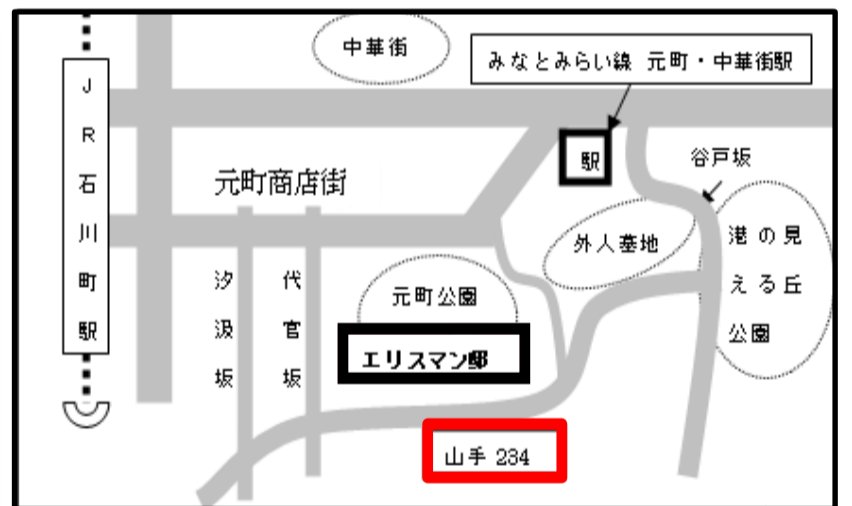 中華街
みなとみらい線 元町・中華街駅
JR石川町駅
駅
谷戸坂
元町商店街
外人墓地
港の見
える丘
公園
汐汲坂
代官坂
元町公園
エリスマン邸
山手 234